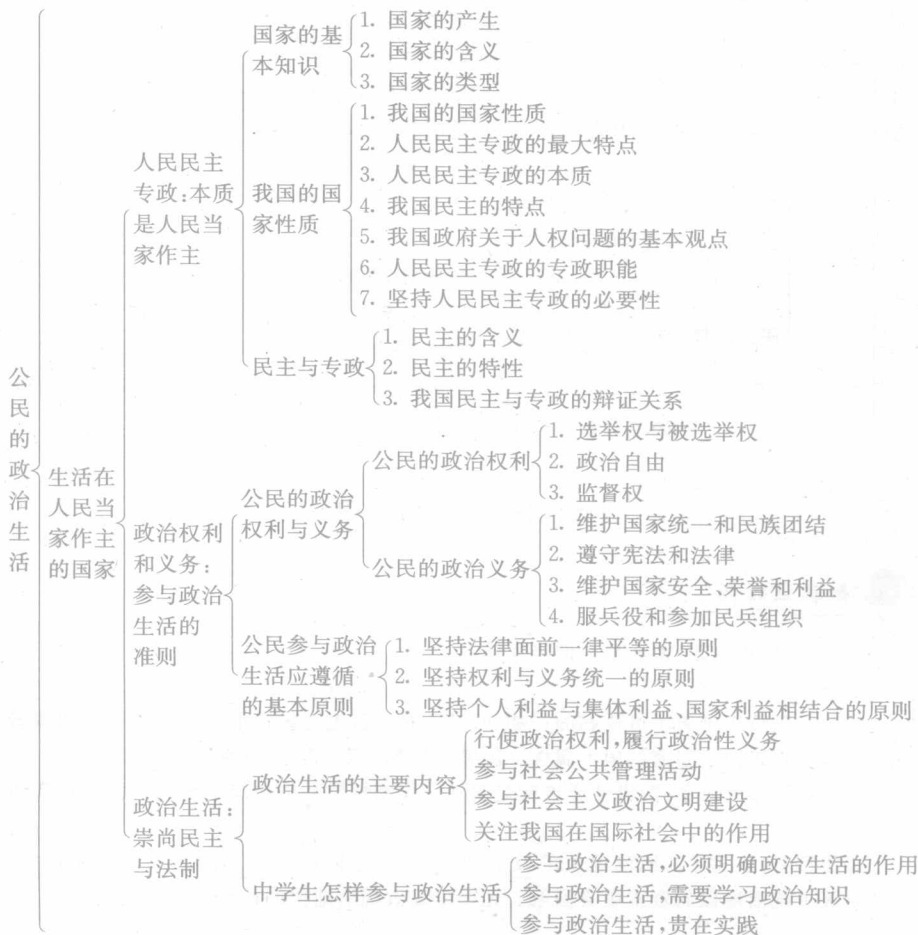 公民的政治生活
生活在
人民当
家作主
的国家
人民民主
专政:本质
是人民当
家作主
国家的基
本知识
1. 国家的产生
2. 国家的含义
3. 国家的类型
我国的国
家性质
1. 我国的国家性质
2. 人民民主专政的最大特点
3. 人民民主专政的本质
4. 我国民主的特点
5. 我国政府关于人权问题的基本观点
6. 人民民主专政的专政职能
7. 坚持人民民主专政的必要性
民主与专政
1. 民主的含义
2. 民主的特性
3. 我国民主与专政的辩证关系
政治权利
和义务:
参与政治
生活的
准则
公民的政治
权利与义务
公民的政治权利
1. 选举权与被选举权
2. 政治自由
3. 监督权
公民的政治义务
1. 维护国家统一和民族团结
2. 遵守宪法和法律
3. 维护国家安全、荣誉和利益
4. 服兵役和参加民兵组织
公民参与政治
生活应遵循
的基本原则
1. 坚持法律面前一律平等的原则
2. 坚持权利与义务统一的原则
3. 坚持个人利益与集体利益、国家利益相结合的原则
政治生活:
崇尚民主
与法制
政治生活的主要内容
行使政治权利,履行政治性义务
参与社会公共管理活动
参与社会主义政治文明建设
关注我国在国际社会中的作用
中学生怎样参与政治生活
参与政治生活,必须明确政治生活的作用
参与政治生活,需要学习政治知识
参与政治生活,贵在实践